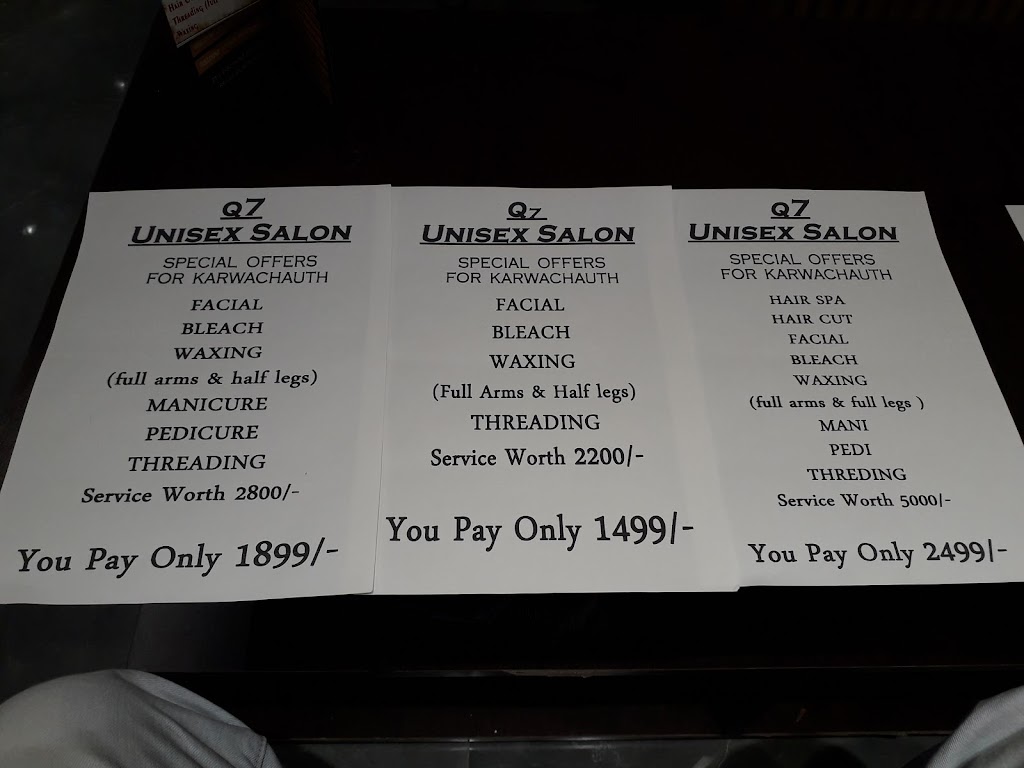 Threading
Q7
UNISEX SALON
SPECIAL OFFERS
FOR KARWACHAUTH
FACIAL
BLEACH
WAXING
(full arms & half legs)
MANICURE
PEDICURE
THREADING
Service Worth 2800/-
You Pay Only 1899/-
Q7
UNISEX SALON
SPECIAL OFFERS
FOR KARWACHAUTH
FACIAL
BLEACH
WAXING
(Full Arms & Half legs)
THREADING
Service Worth 2200/-
You Pay Only 1499/-
Q7
UNISEX SALON
SPECIAL OFFERS
FOR KARWACHAUTH
HAIR SPA
HAIR CUT
FACIAL
BLEACH
WAXING
(full arms & full legs )
MANI
PEDI
THREDING
Service Worth 5000/-
You Pay Only 2499/-